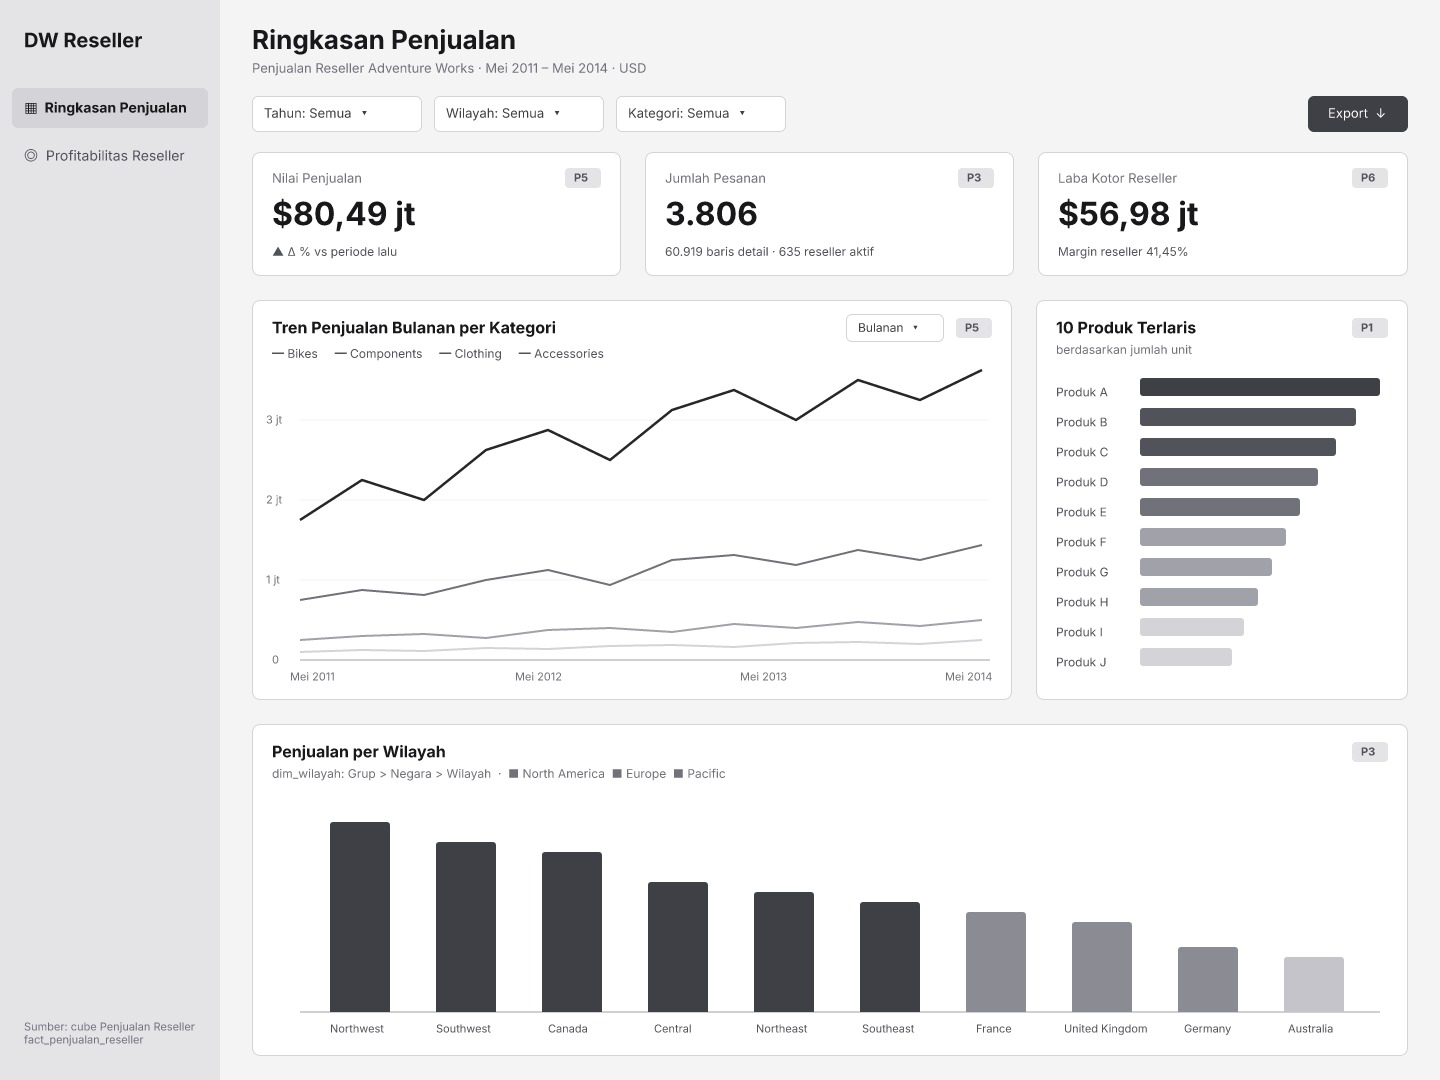 DW Reseller
▦ Ringkasan Penjualan
◎ Profitabilitas Reseller
Sumber: cube Penjualan Reseller
fact_penjualan_reseller
Ringkasan Penjualan
Penjualan Reseller Adventure Works · Mei 2011 – Mei 2014 · USD
Tahun: Semua ▾
Wilayah: Semua ▾
Kategori: Semua ▾
Export ↓
Nilai Penjualan
P5
$80,49 jt
▲ Δ % vs periode lalu
Jumlah Pesanan
P3
3.806
60.919 baris detail · 635 reseller aktif
Laba Kotor Reseller
P6
$56,98 jt
Margin reseller 41,45%
Tren Penjualan Bulanan per Kategori
Bulanan ▾
P5
— Bikes — Components — Clothing — Accessories
3 jt
2 jt
1 jt
0
Mei 2011
Mei 2012
Mei 2013
Mei 2014
10 Produk Terlaris
P1
berdasarkan jumlah unit
Produk A
Produk B
Produk C
Produk D
Produk E
Produk F
Produk G
Produk H
Produk I
Produk J
Penjualan per Wilayah
P3
dim_wilayah: Grup > Negara > Wilayah · ■ North America ■ Europe ■ Pacific
Northwest
Southwest
Canada
Central
Northeast
Southeast
France
United Kingdom
Germany
Australia